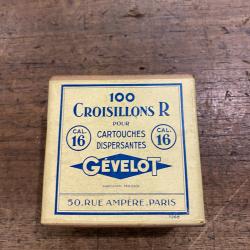 100
CROISILLONS R
POUR
CAL. 16
CARTOUCHES
DISPERSANTES
CAL. 16
GÉVELOT
50, RUE AMPÈRE, PARIS